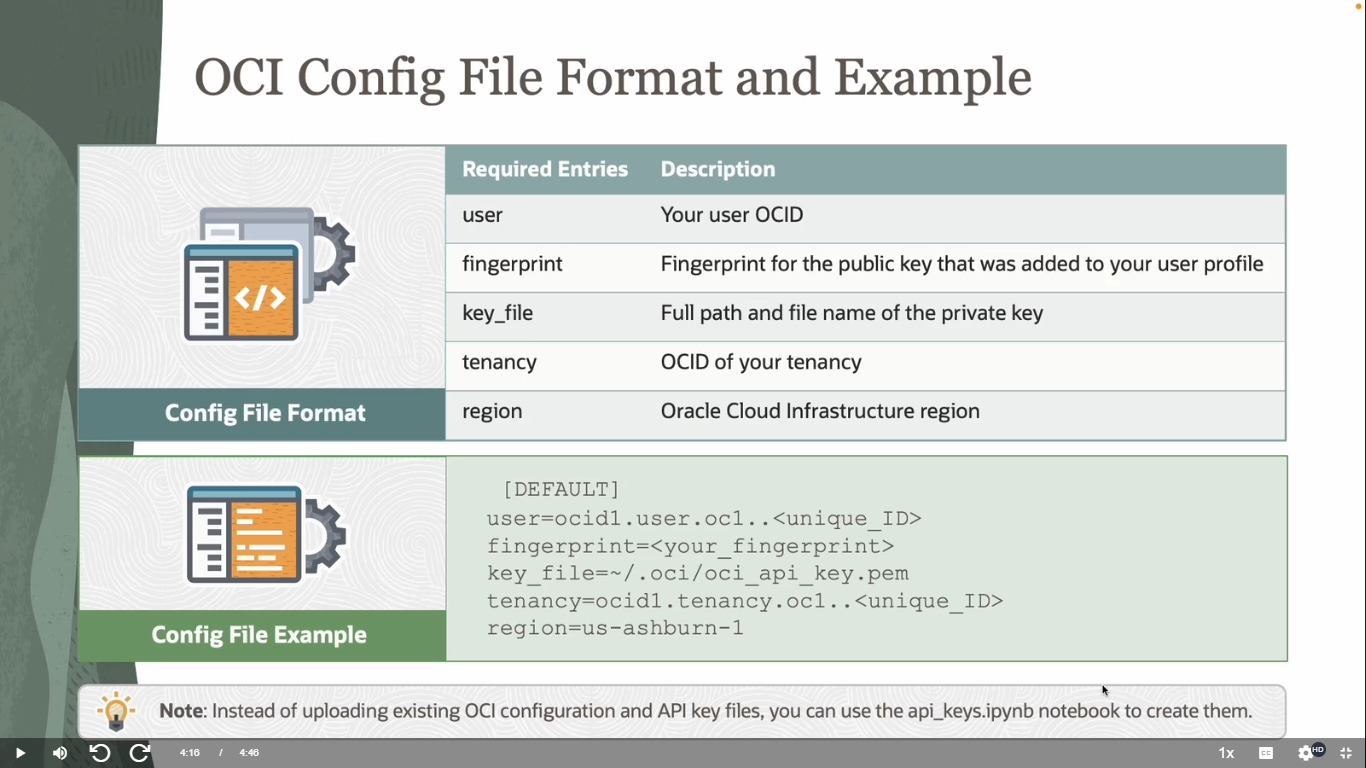 OCI Config File Format and Example
Required Entries Description
user Your user OCID
fingerprint Fingerprint for the public key that was added to your user profile
key_file Full path and file name of the private key
tenancy OCID of your tenancy
region Oracle Cloud Infrastructure region
Config File Format
[DEFAULT]
user=ocid1.user.oc1..<unique_ID>
fingerprint=<your_fingerprint>
key_file=~/.oci/oci_api_key.pem
tenancy=ocid1.tenancy.oc1..<unique_ID>
region=us-ashburn-1
Config File Example
Note: Instead of uploading existing OCI configuration and API key files, you can use the api_keys.ipynb notebook to create them.
4:16 / 4:46
1x CC HD